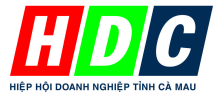 HDC
HIỆP HỘI DOANH NGHIỆP TỈNH CÀ MAU